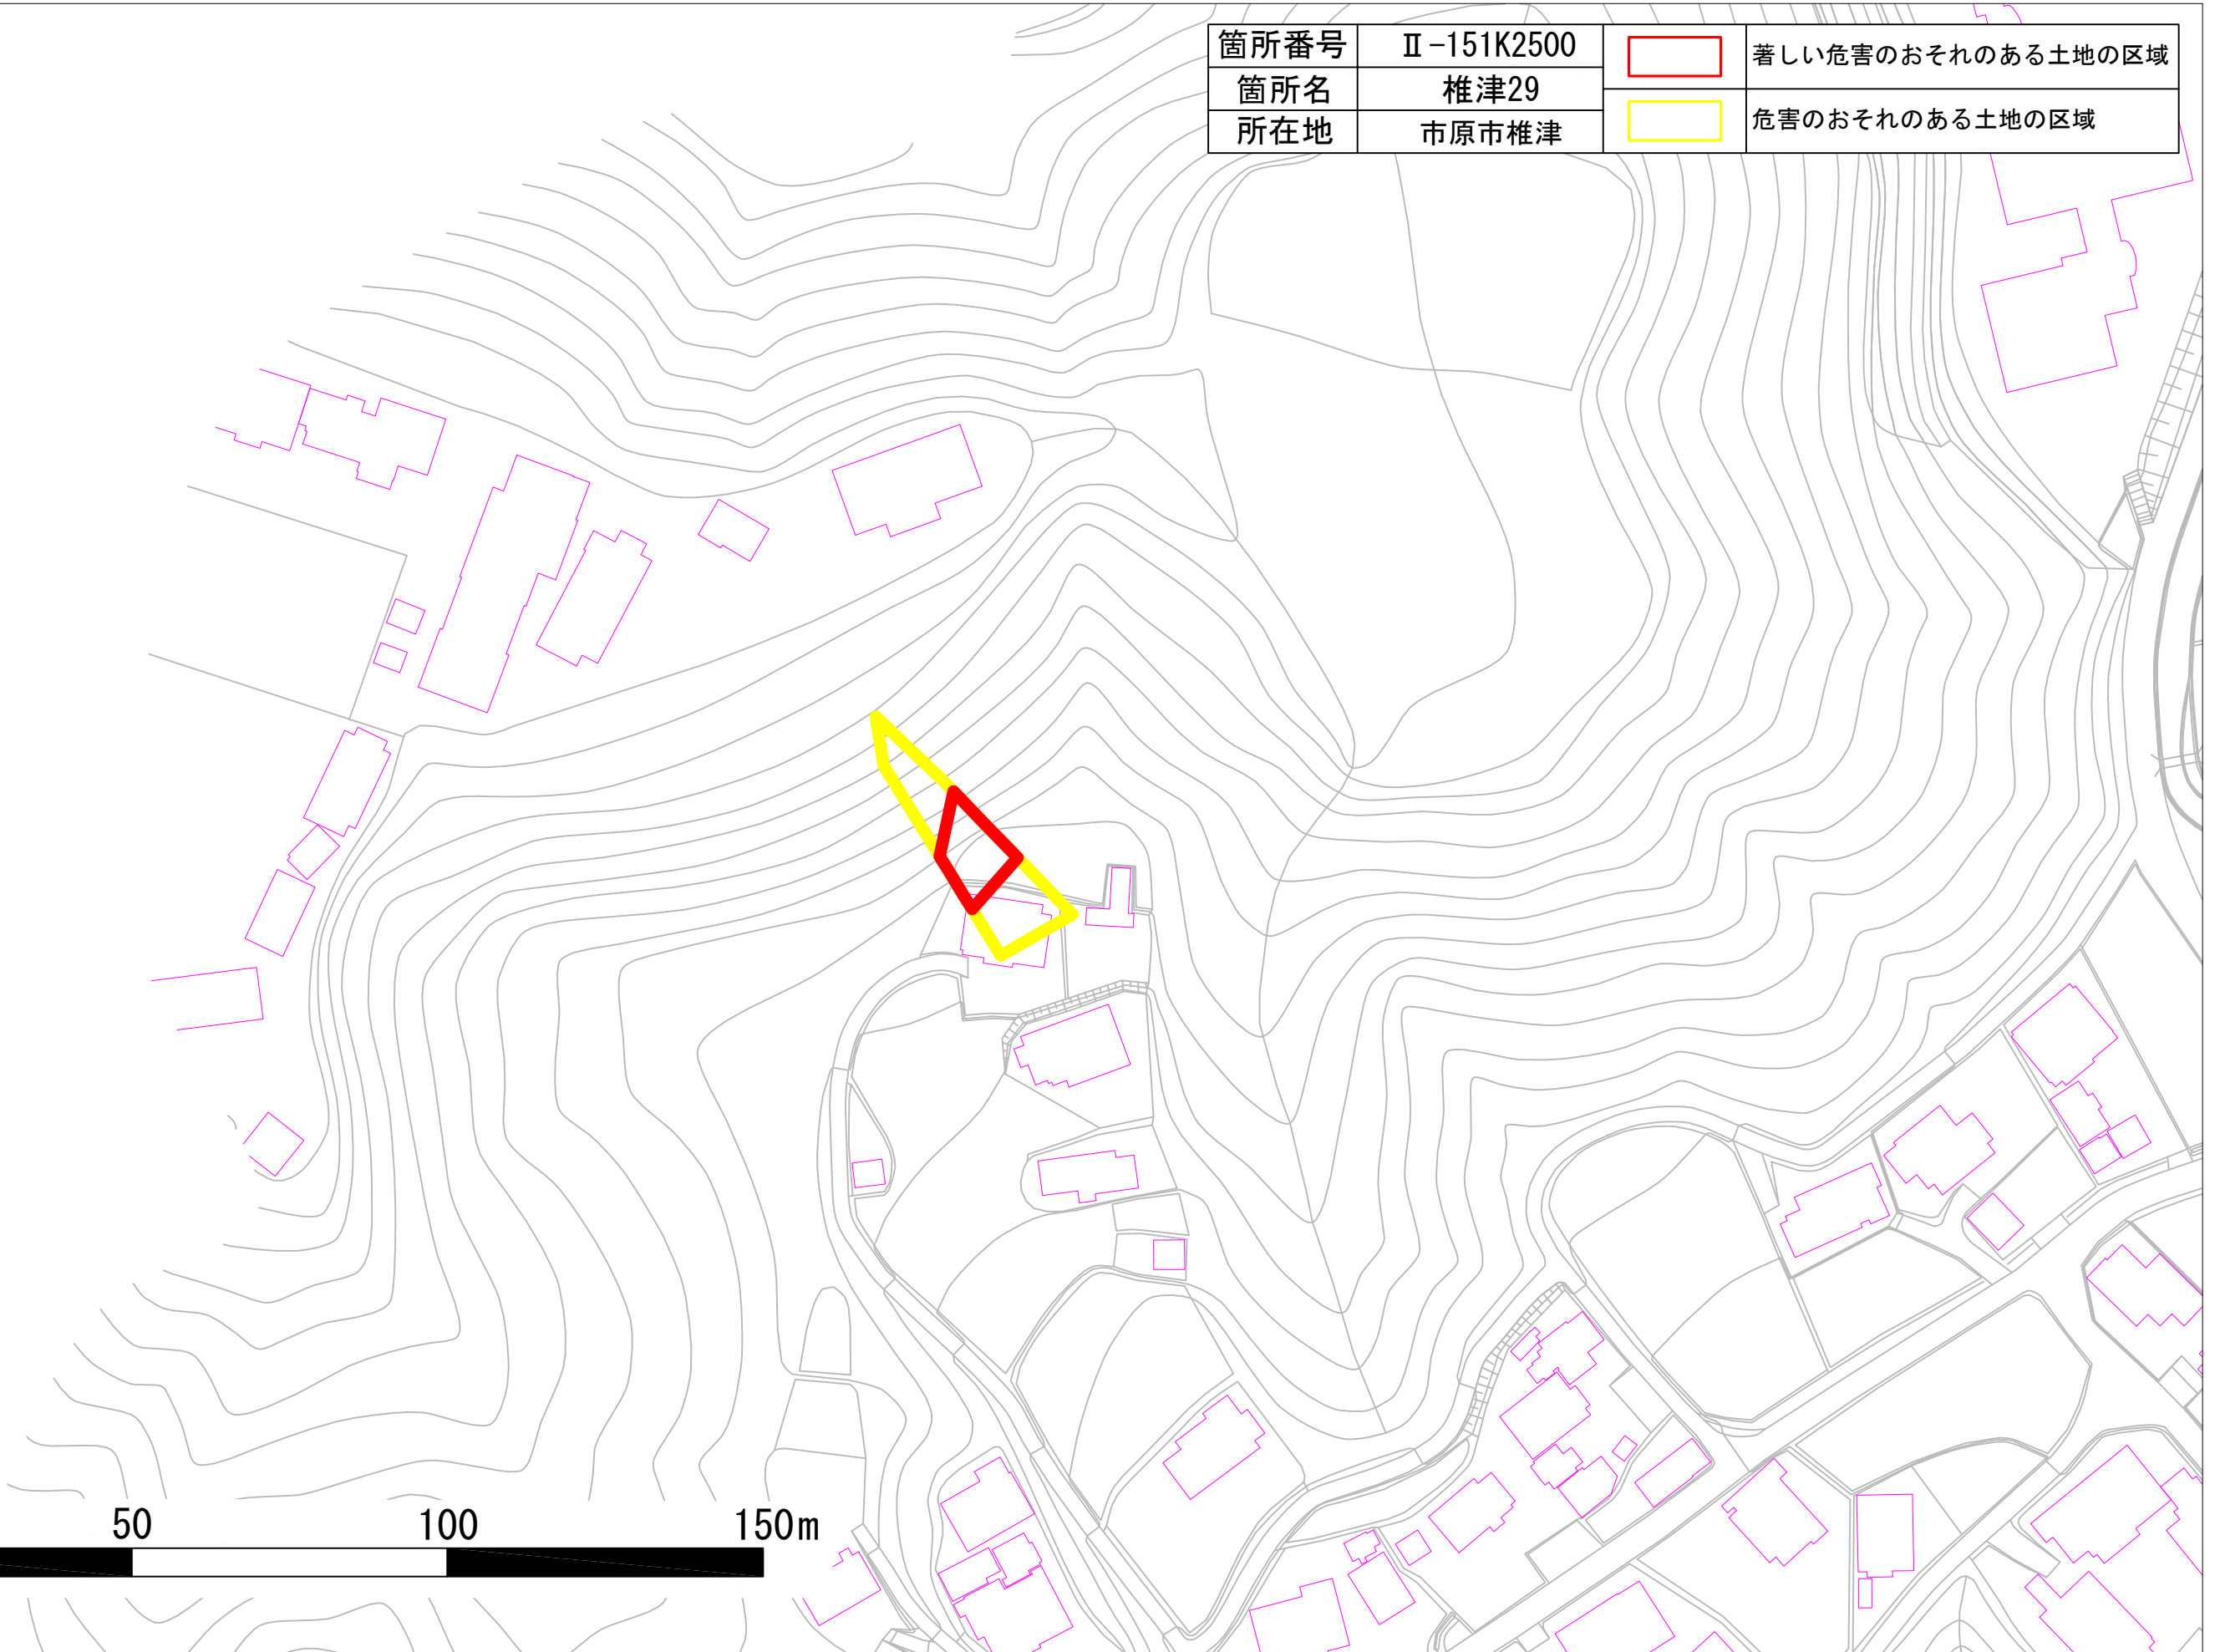 箇所番号 Ⅱ-151K2500
箇所名 椎津29
所在地 市原市椎津
著しい危害のおそれのある土地の区域
危害のおそれのある土地の区域
50 100 150m